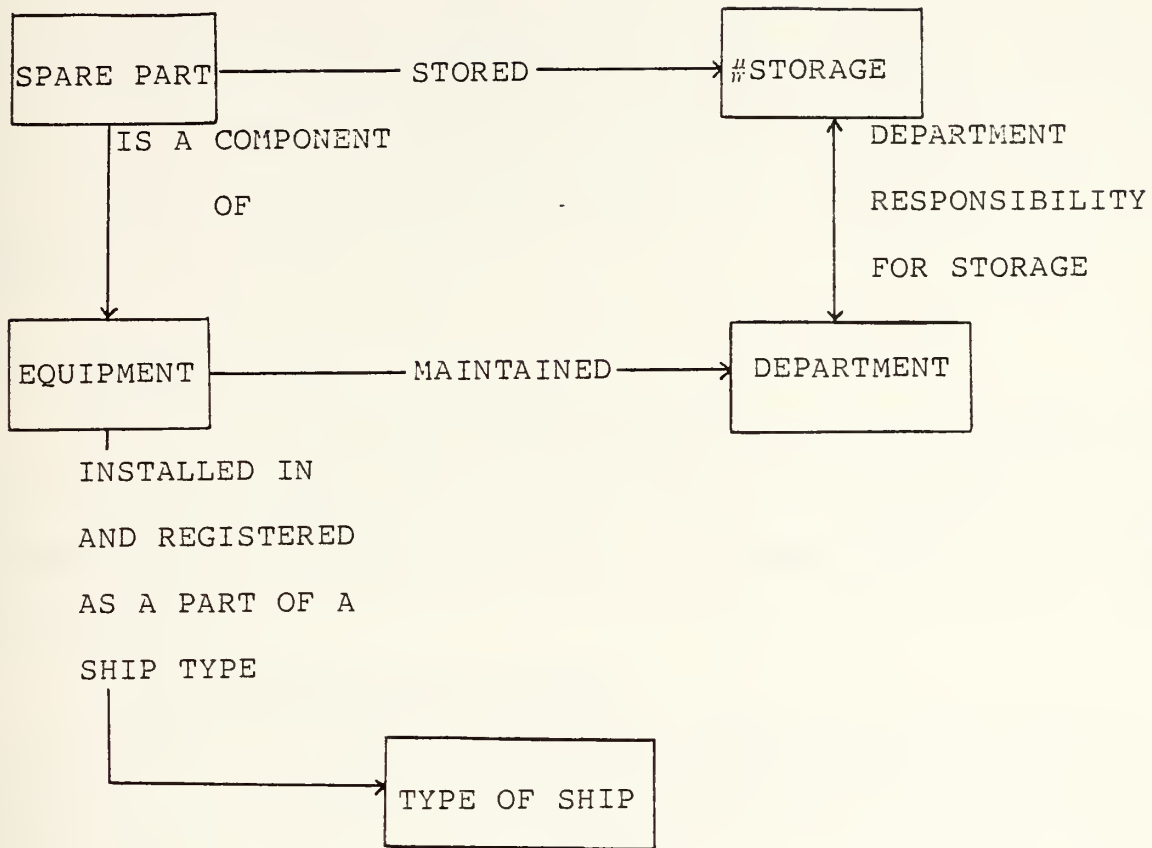 SPARE PART
STORED
#STORAGE
IS A COMPONENT
OF
DEPARTMENT
RESPONSIBILITY
FOR STORAGE
EQUIPMENT
MAINTAINED
DEPARTMENT
INSTALLED IN
AND REGISTERED
AS A PART OF A
SHIP TYPE
TYPE OF SHIP